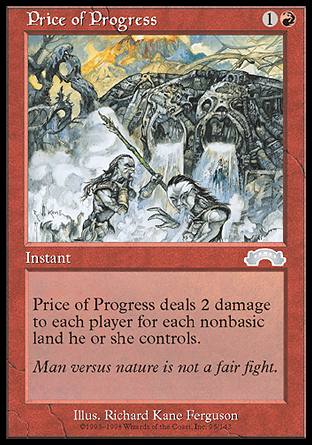 Price of Progress 1
Instant
Price of Progress deals 2 damage
to each player for each nonbasic
land he or she controls.
Man versus nature is not a fair fight.
Illus. Richard Kane Ferguson